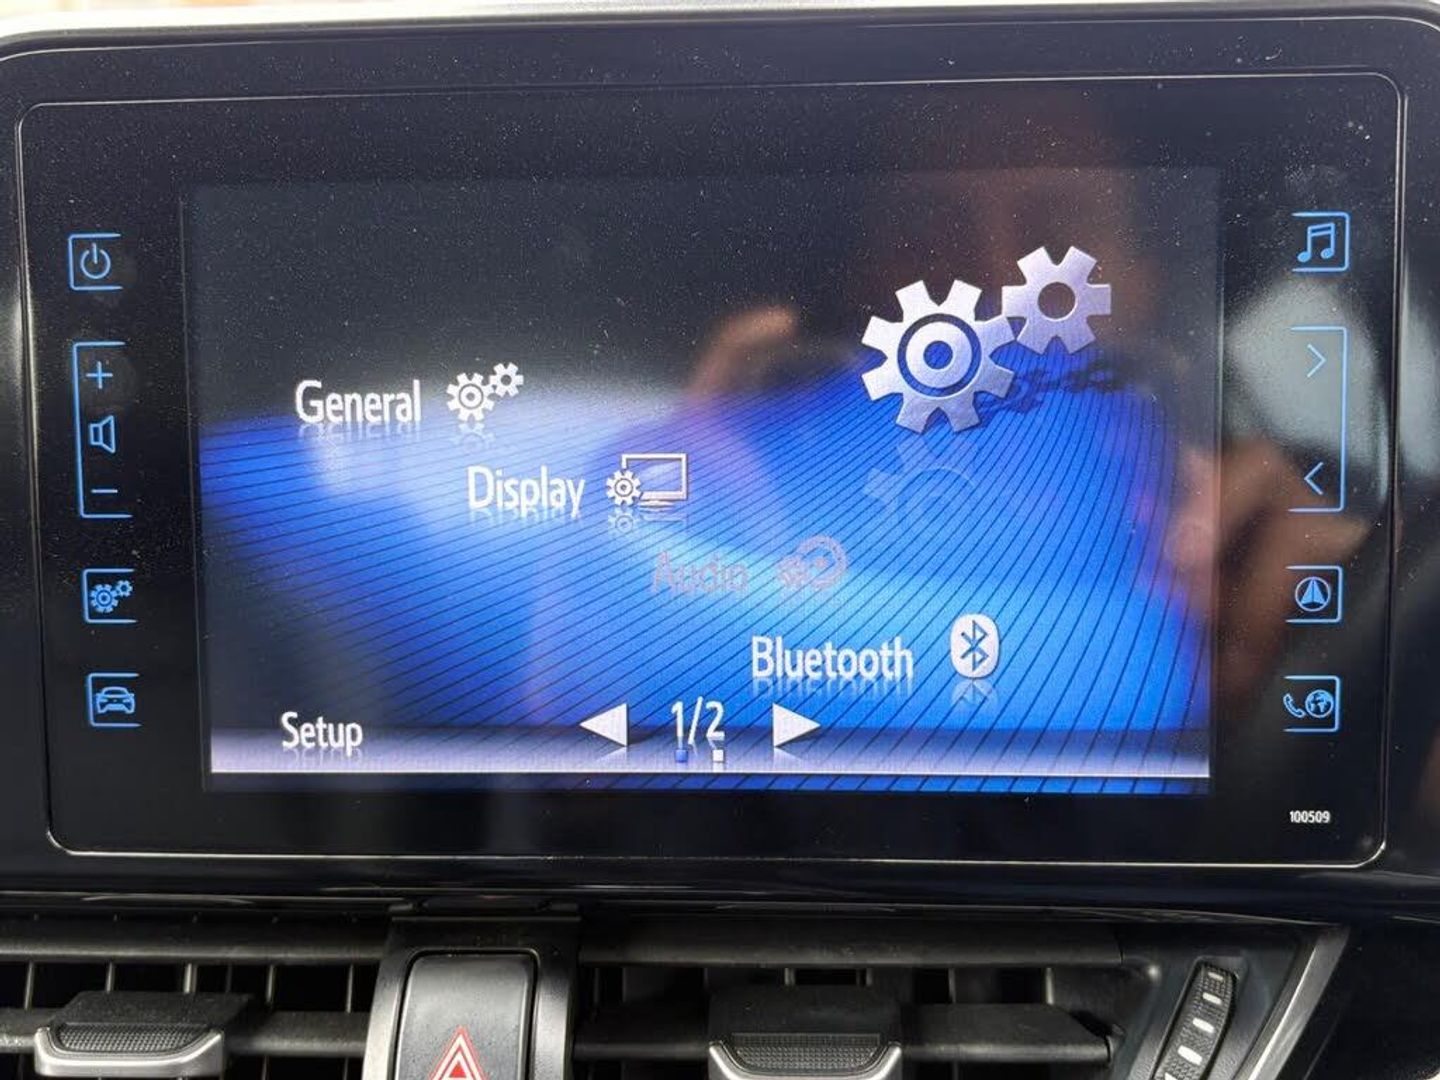 General
Display
Audio
Bluetooth
Setup
1/2
100509